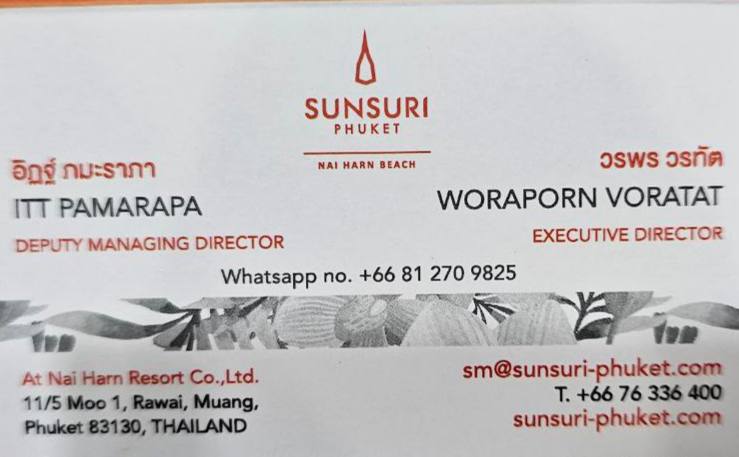 SUNSURI
PHUKET
NAI HARN BEACH
อิฏฐ์ ภมะราภา
ITT PAMARAPA
DEPUTY MANAGING DIRECTOR
วรพร วรทัต
WORAPORN VORATAT
EXECUTIVE DIRECTOR
Whatsapp no. +66 81 270 9825
At Nai Harn Resort Co.,Ltd.
11/5 Moo 1, Rawai, Muang,
Phuket 83130, THAILAND
sm@sunsuri-phuket.com
T. +66 76 336 400
sunsuri-phuket.com